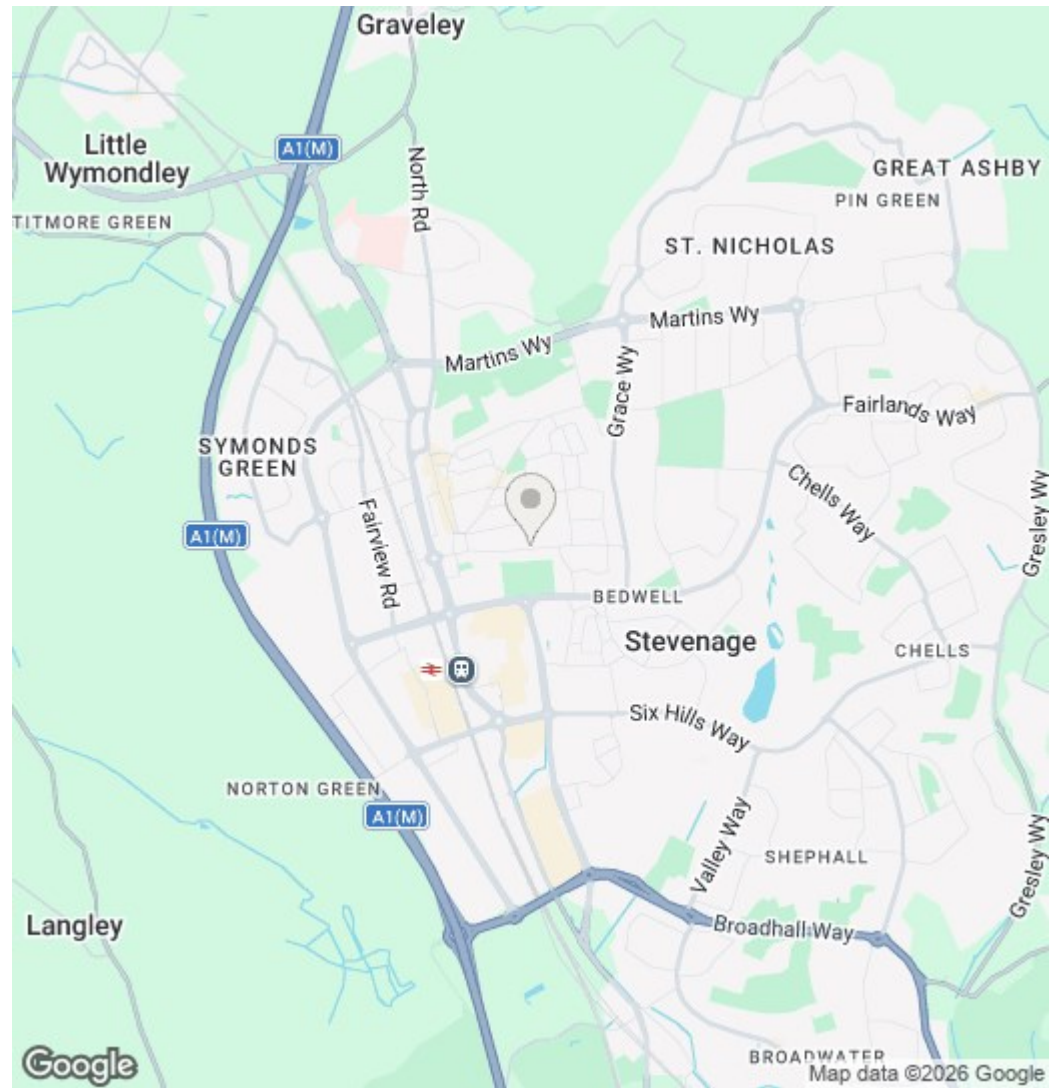 Graveley
Little
Wymondley
A1(M)
North Rd
GREAT ASHBY
PIN GREEN
TITMORE GREEN
ST. NICHOLAS
Martins Wy
Martins Wy
Grace Wy
Fairlands Way
SYMONDS
GREEN
Chells Way
Gresley Wy
A1(M)
Fairview Rd
BEDWELL
Stevenage
CHELLS
Six Hills Way
NORTON GREEN
A1(M)
Valley Way
SHEPHALL
Gresley Wy
Langley
Broadhall Way
BROADWATER
Google
Map data ©2026 Google